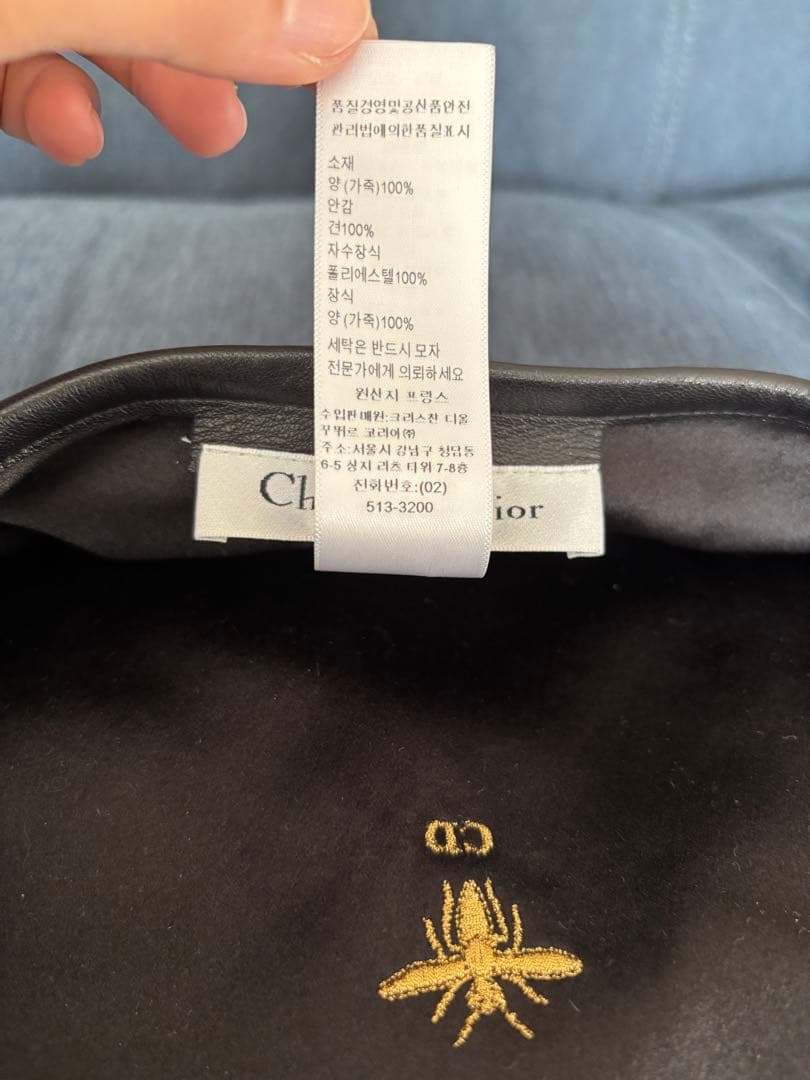 품질경영및공산품안전
관리법에의한품질표시
소재
양 (가죽)100%
안감
견100%
자수장식
폴리에스텔100%
장식
양 (가죽)100%
세탁은 반드시 모자
전문가에게 의뢰하세요
원산지 프랑스
수입판매원:크리스챤 디올
꾸뛰르 코리아㈜
주소:서울시 강남구 청담동
6-5 상지 리츠 타워 7-8층
전화번호:(02)
513-3200
Ch ior
CD